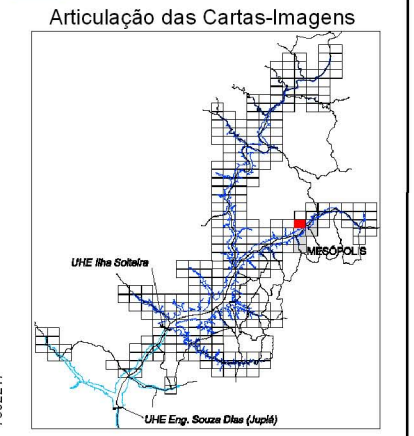 Articulação das Cartas-Imagens
MESÓPOLIS
UHE Ilha Solteira
UHE Eng. Souza Dias (Jupiá)